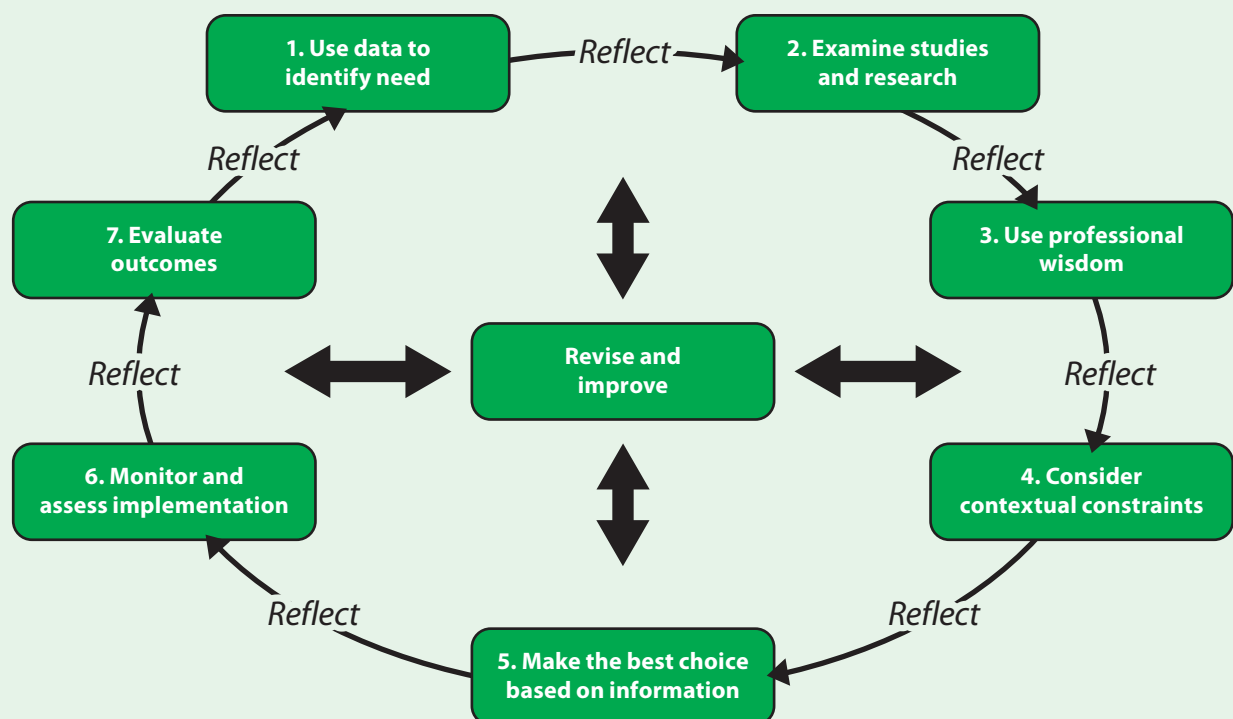 1. Use data to
identify need
Reflect
2. Examine studies
and research
Reflect
3. Use professional
wisdom
Reflect
4. Consider
contextual constraints
Reflect
5. Make the best choice
based on information
Reflect
6. Monitor and
assess implementation
Reflect
7. Evaluate
outcomes
Reflect
Revise and
improve